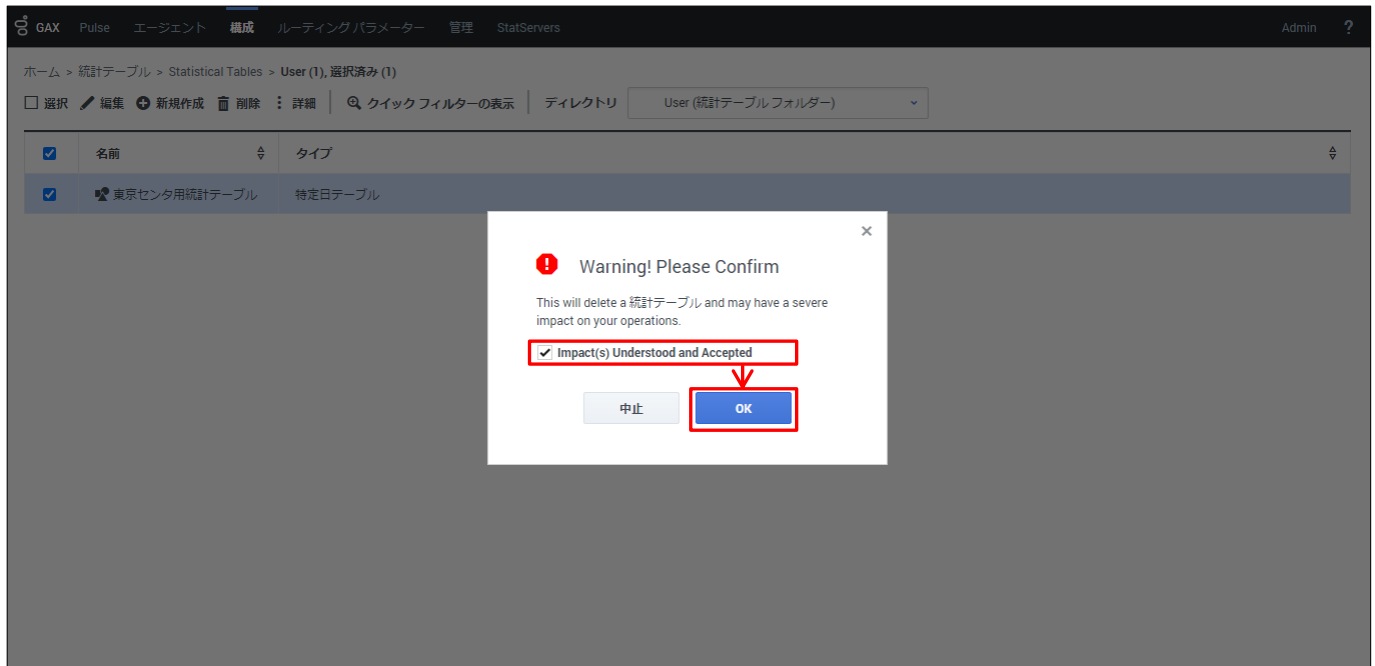 GAX Pulse エージェント 構成 ルーティング パラメーター 管理 StatServers Admin ?
ホーム > 統計テーブル > Statistical Tables > User (1), 選択済み (1)
選択 編集 新規作成 削除 詳細 クイック フィルターの表示 ディレクトリ User (統計テーブル フォルダー)
名前 タイプ
東京センタ用統計テーブル 特定日テーブル
Warning! Please Confirm
This will delete a 統計テーブル and may have a severe
impact on your operations.
Impact(s) Understood and Accepted
中止 OK